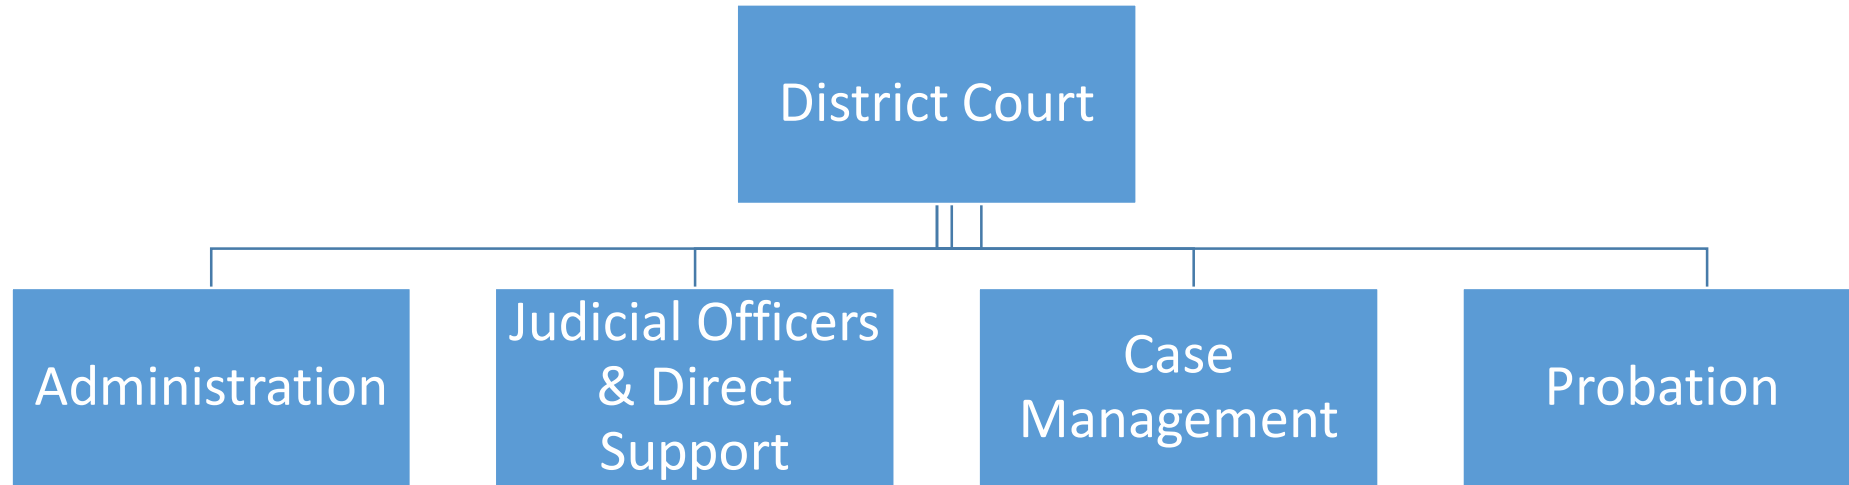 District Court
Administration
Judicial Officers
& Direct
Support
Case
Management
Probation